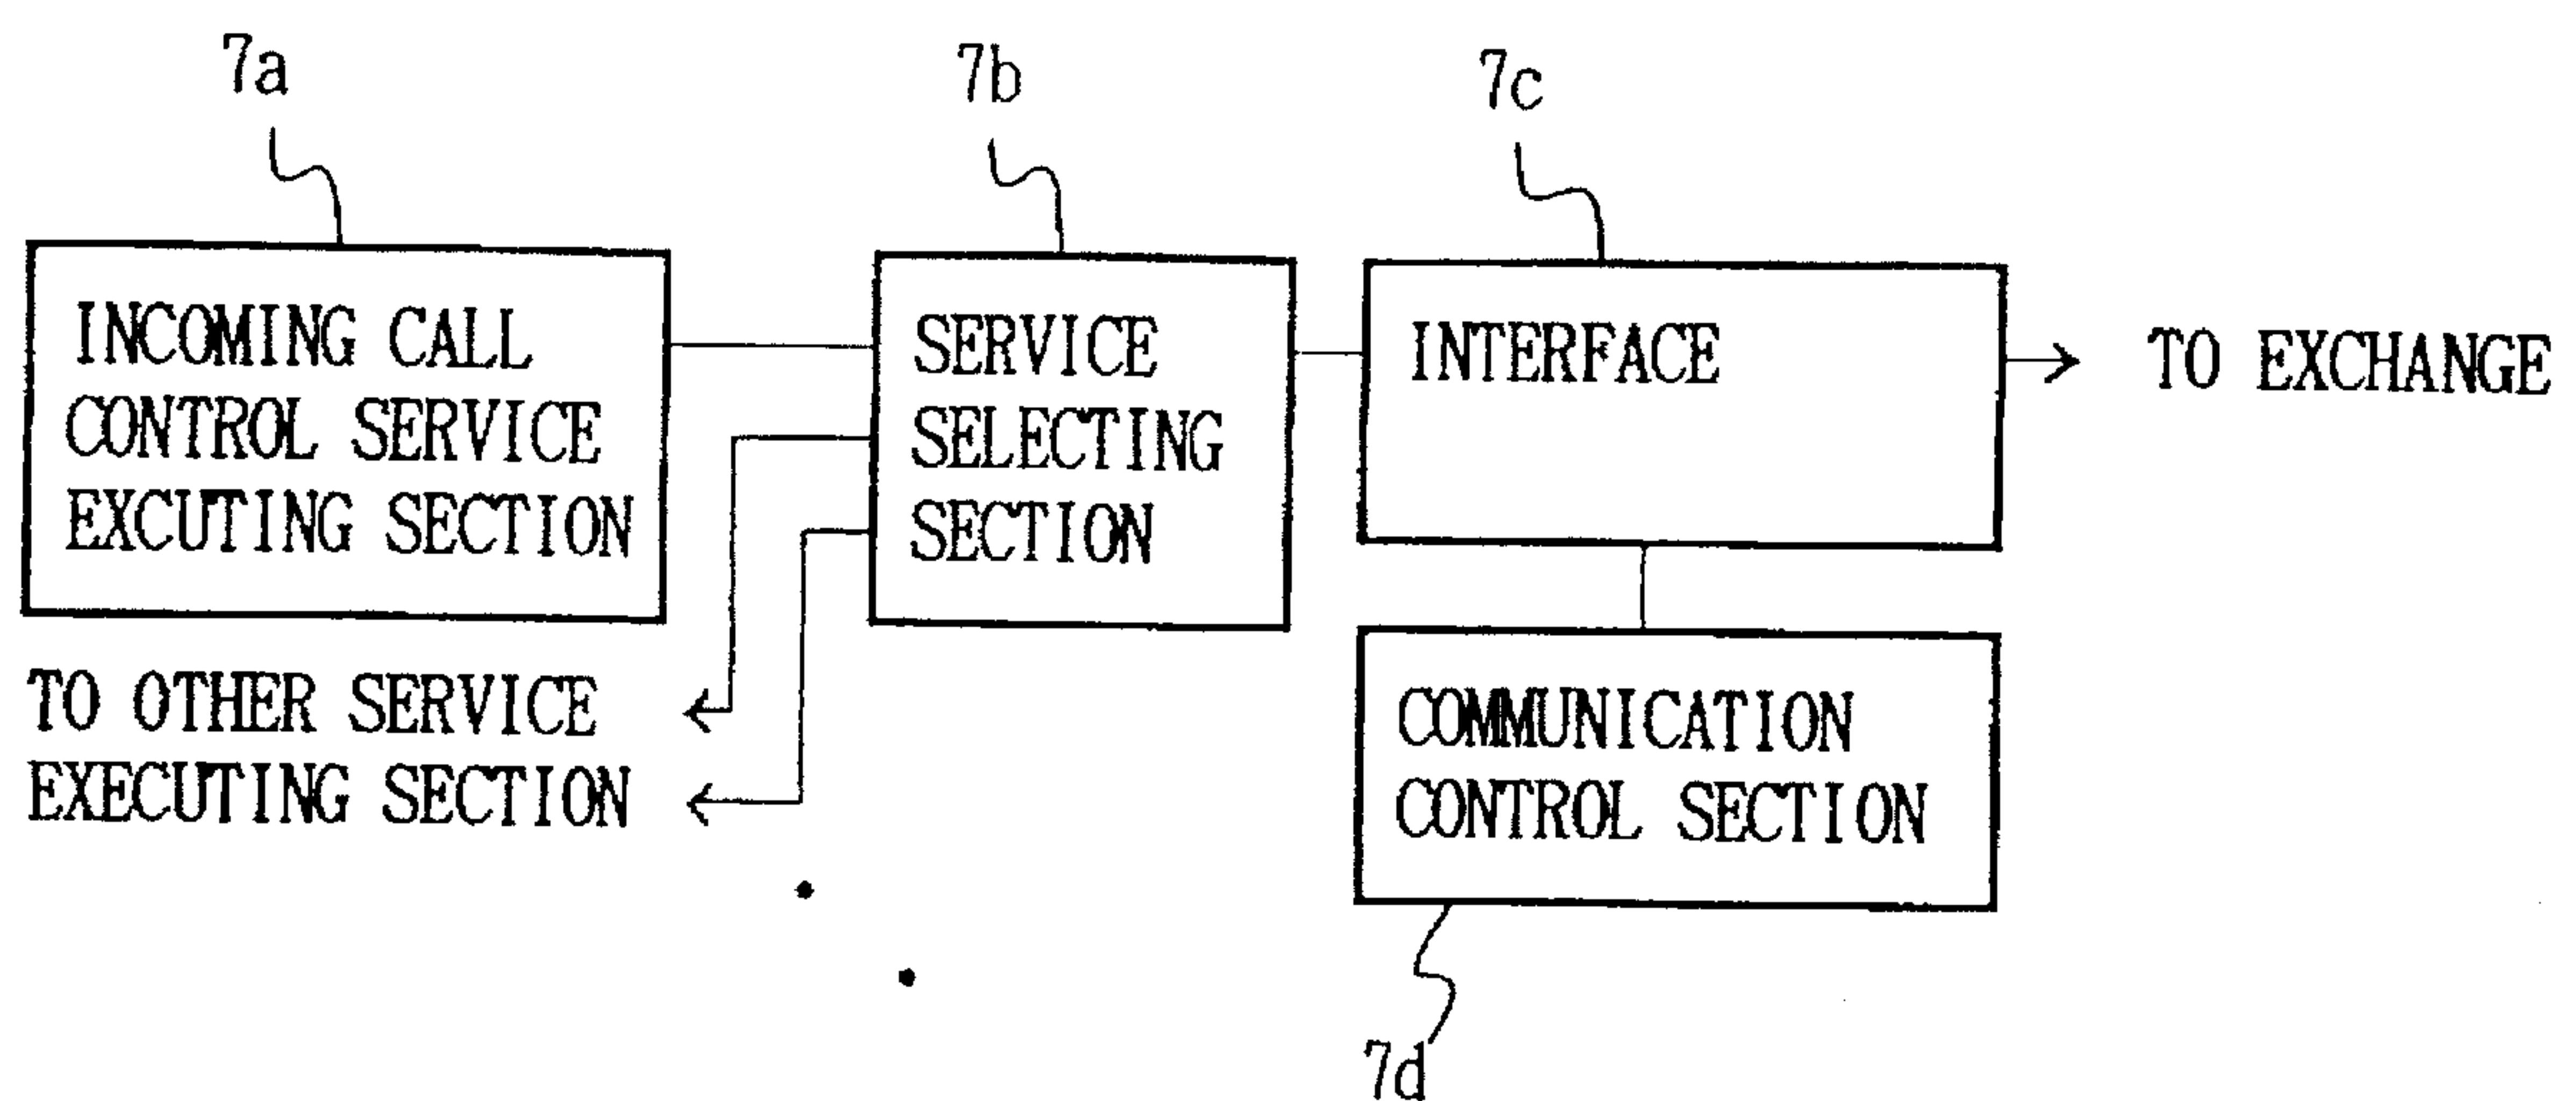 7a
7b
7c
INCOMING CALL
CONTROL SERVICE
EXCUTING SECTION
SERVICE
SELECTING
SECTION
INTERFACE
TO EXCHANGE
TO OTHER SERVICE
EXECUTING SECTION
COMMUNICATION
CONTROL SECTION
7d